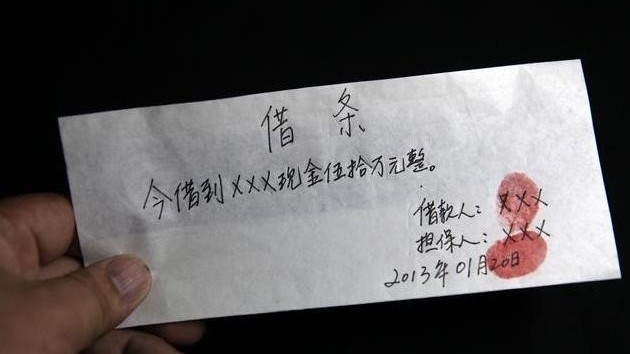 借条
今借到XXX现金伍拾万元整。
借款人：XXX
担保人：XXX
2013年01月20日